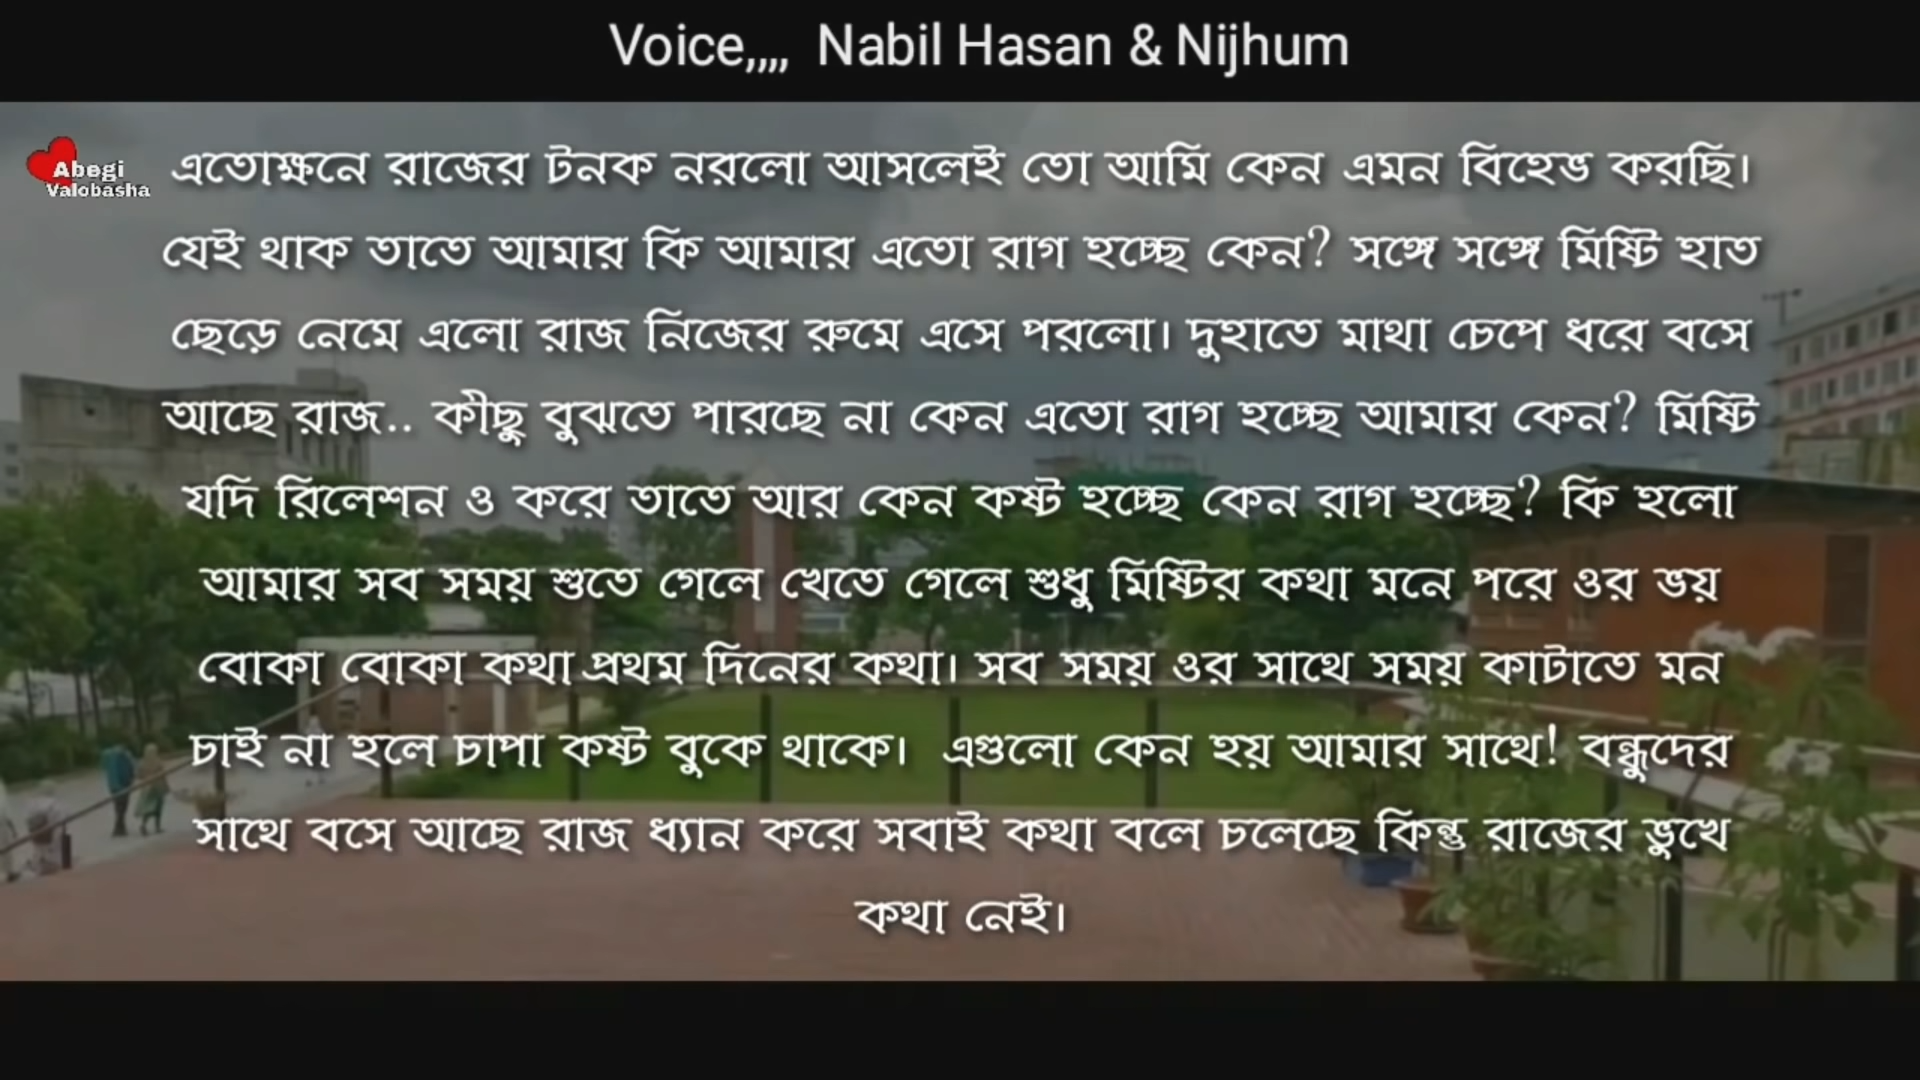 Voice,,,,  Nabil Hasan & Nijhum
Abegi
Valobasha
এতোক্ষনে রাজের টনক নরলো আসলেই তো আমি কেন এমন বিহেভ করছি।
যেই থাক তাতে আমার কি আমার এতো রাগ হচ্ছে কেন? সঙ্গে সঙ্গে মিষ্টি হাত
ছেড়ে নেমে এলো রাজ নিজের রুমে এসে পরলো। দুহাতে মাথা চেপে ধরে বসে
আছে রাজ.. কীছু বুঝতে পারছে না কেন এতো রাগ হচ্ছে আমার কেন? মিষ্টি
যদি রিলেশন ও করে তাতে আর কেন কষ্ট হচ্ছে কেন রাগ হচ্ছে? কি হলো
আমার সব সময় শুতে গেলে খেতে গেলে শুধু মিষ্টির কথা মনে পরে ওর ভয়
বোকা বোকা কথা প্রথম দিনের কথা। সব সময় ওর সাথে সময় কাটাতে মন
চাই না হলে চাপা কষ্ট বুকে থাকে।  এগুলো কেন হয় আমার সাথে! বন্ধুদের
সাথে বসে আছে রাজ ধ্যান করে সবাই কথা বলে চলেছে কিন্তু রাজের ভুখে
কথা নেই।